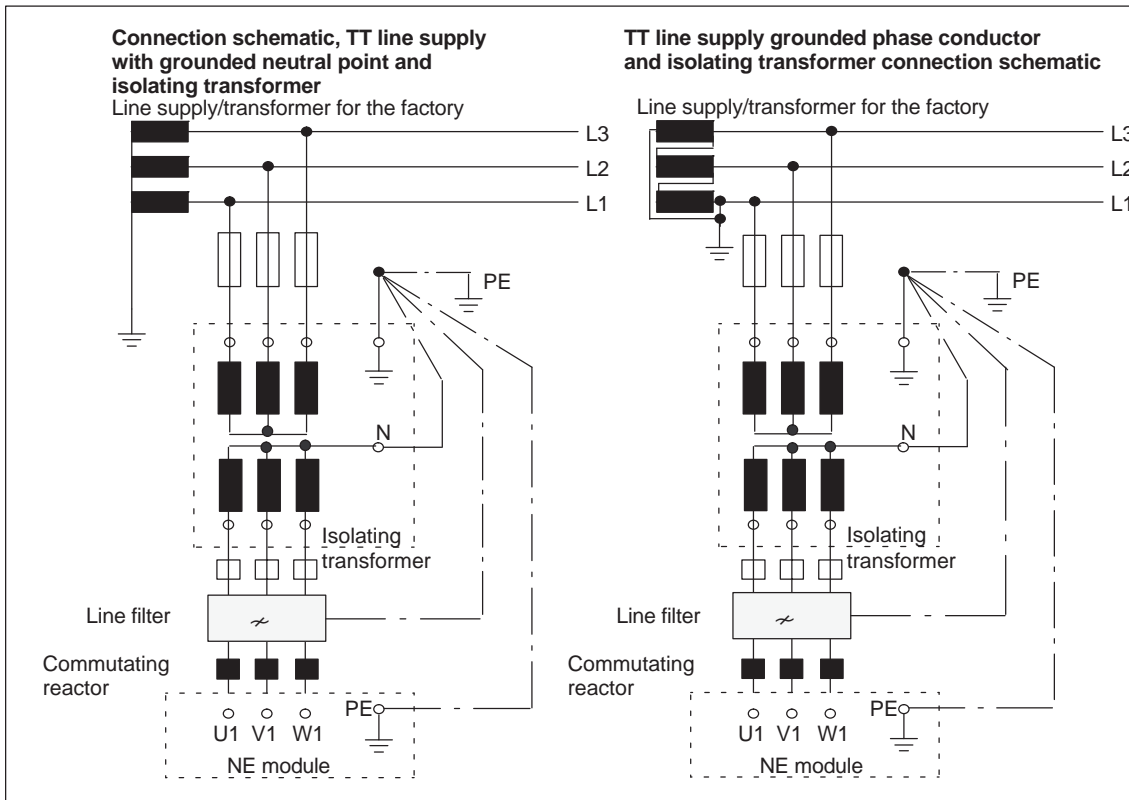 Connection schematic, TT line supply
with grounded neutral point and
isolating transformer
Line supply/transformer for the factory
L3
L2
L1
PE
N
Isolating
transformer
Line filter
Commutating
reactor
PE
U1 V1 W1
NE module
TT line supply grounded phase conductor
and isolating transformer connection schematic
Line supply/transformer for the factory
L3
L2
L1
PE
N
Isolating
transformer
Line filter
Commutating
reactor
PE
U1 V1 W1
NE module